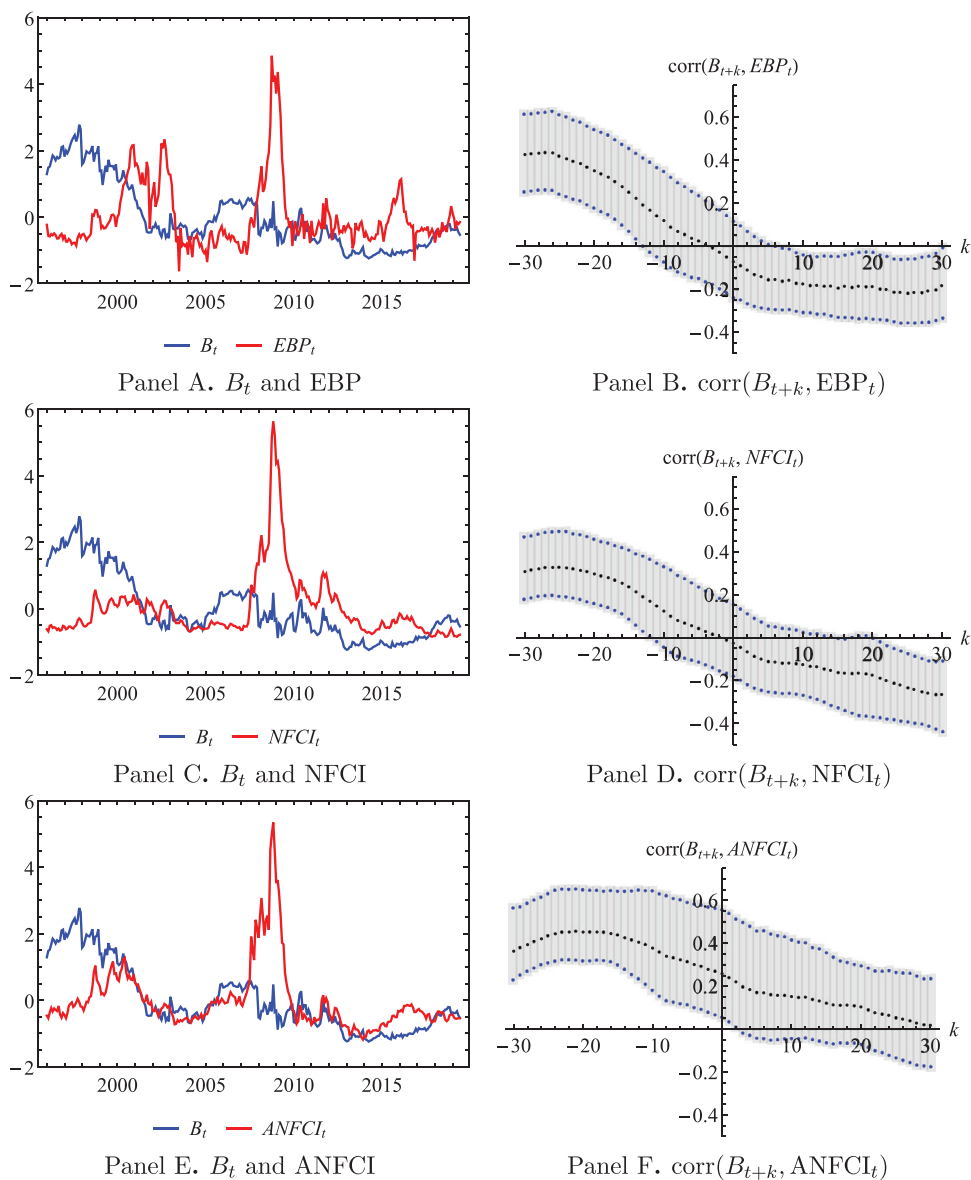 6
4
2
0
−2
2000 2005 2010 2015
B_t EBP_t
Panel A. B_t and EBP
corr(B_{t+k}, EBP_t)
0.6
0.4
0.2
k
−30 −20 −10 0 10 20 30
−0.2
−0.4
Panel B. corr(B_{t+k}, EBP_t)
6
4
2
0
−2
2000 2005 2010 2015
B_t NFCI_t
Panel C. B_t and NFCI
corr(B_{t+k}, NFCI_t)
0.6
0.4
0.2
k
−30 −20 −10 0 10 20 30
−0.2
−0.4
Panel D. corr(B_{t+k}, NFCI_t)
6
4
2
0
−2
2000 2005 2010 2015
B_t ANFCI_t
Panel E. B_t and ANFCI
corr(B_{t+k}, ANFCI_t)
0.6
0.4
0.2
k
−30 −20 −10 0 10 20 30
−0.2
−0.4
Panel F. corr(B_{t+k}, ANFCI_t)